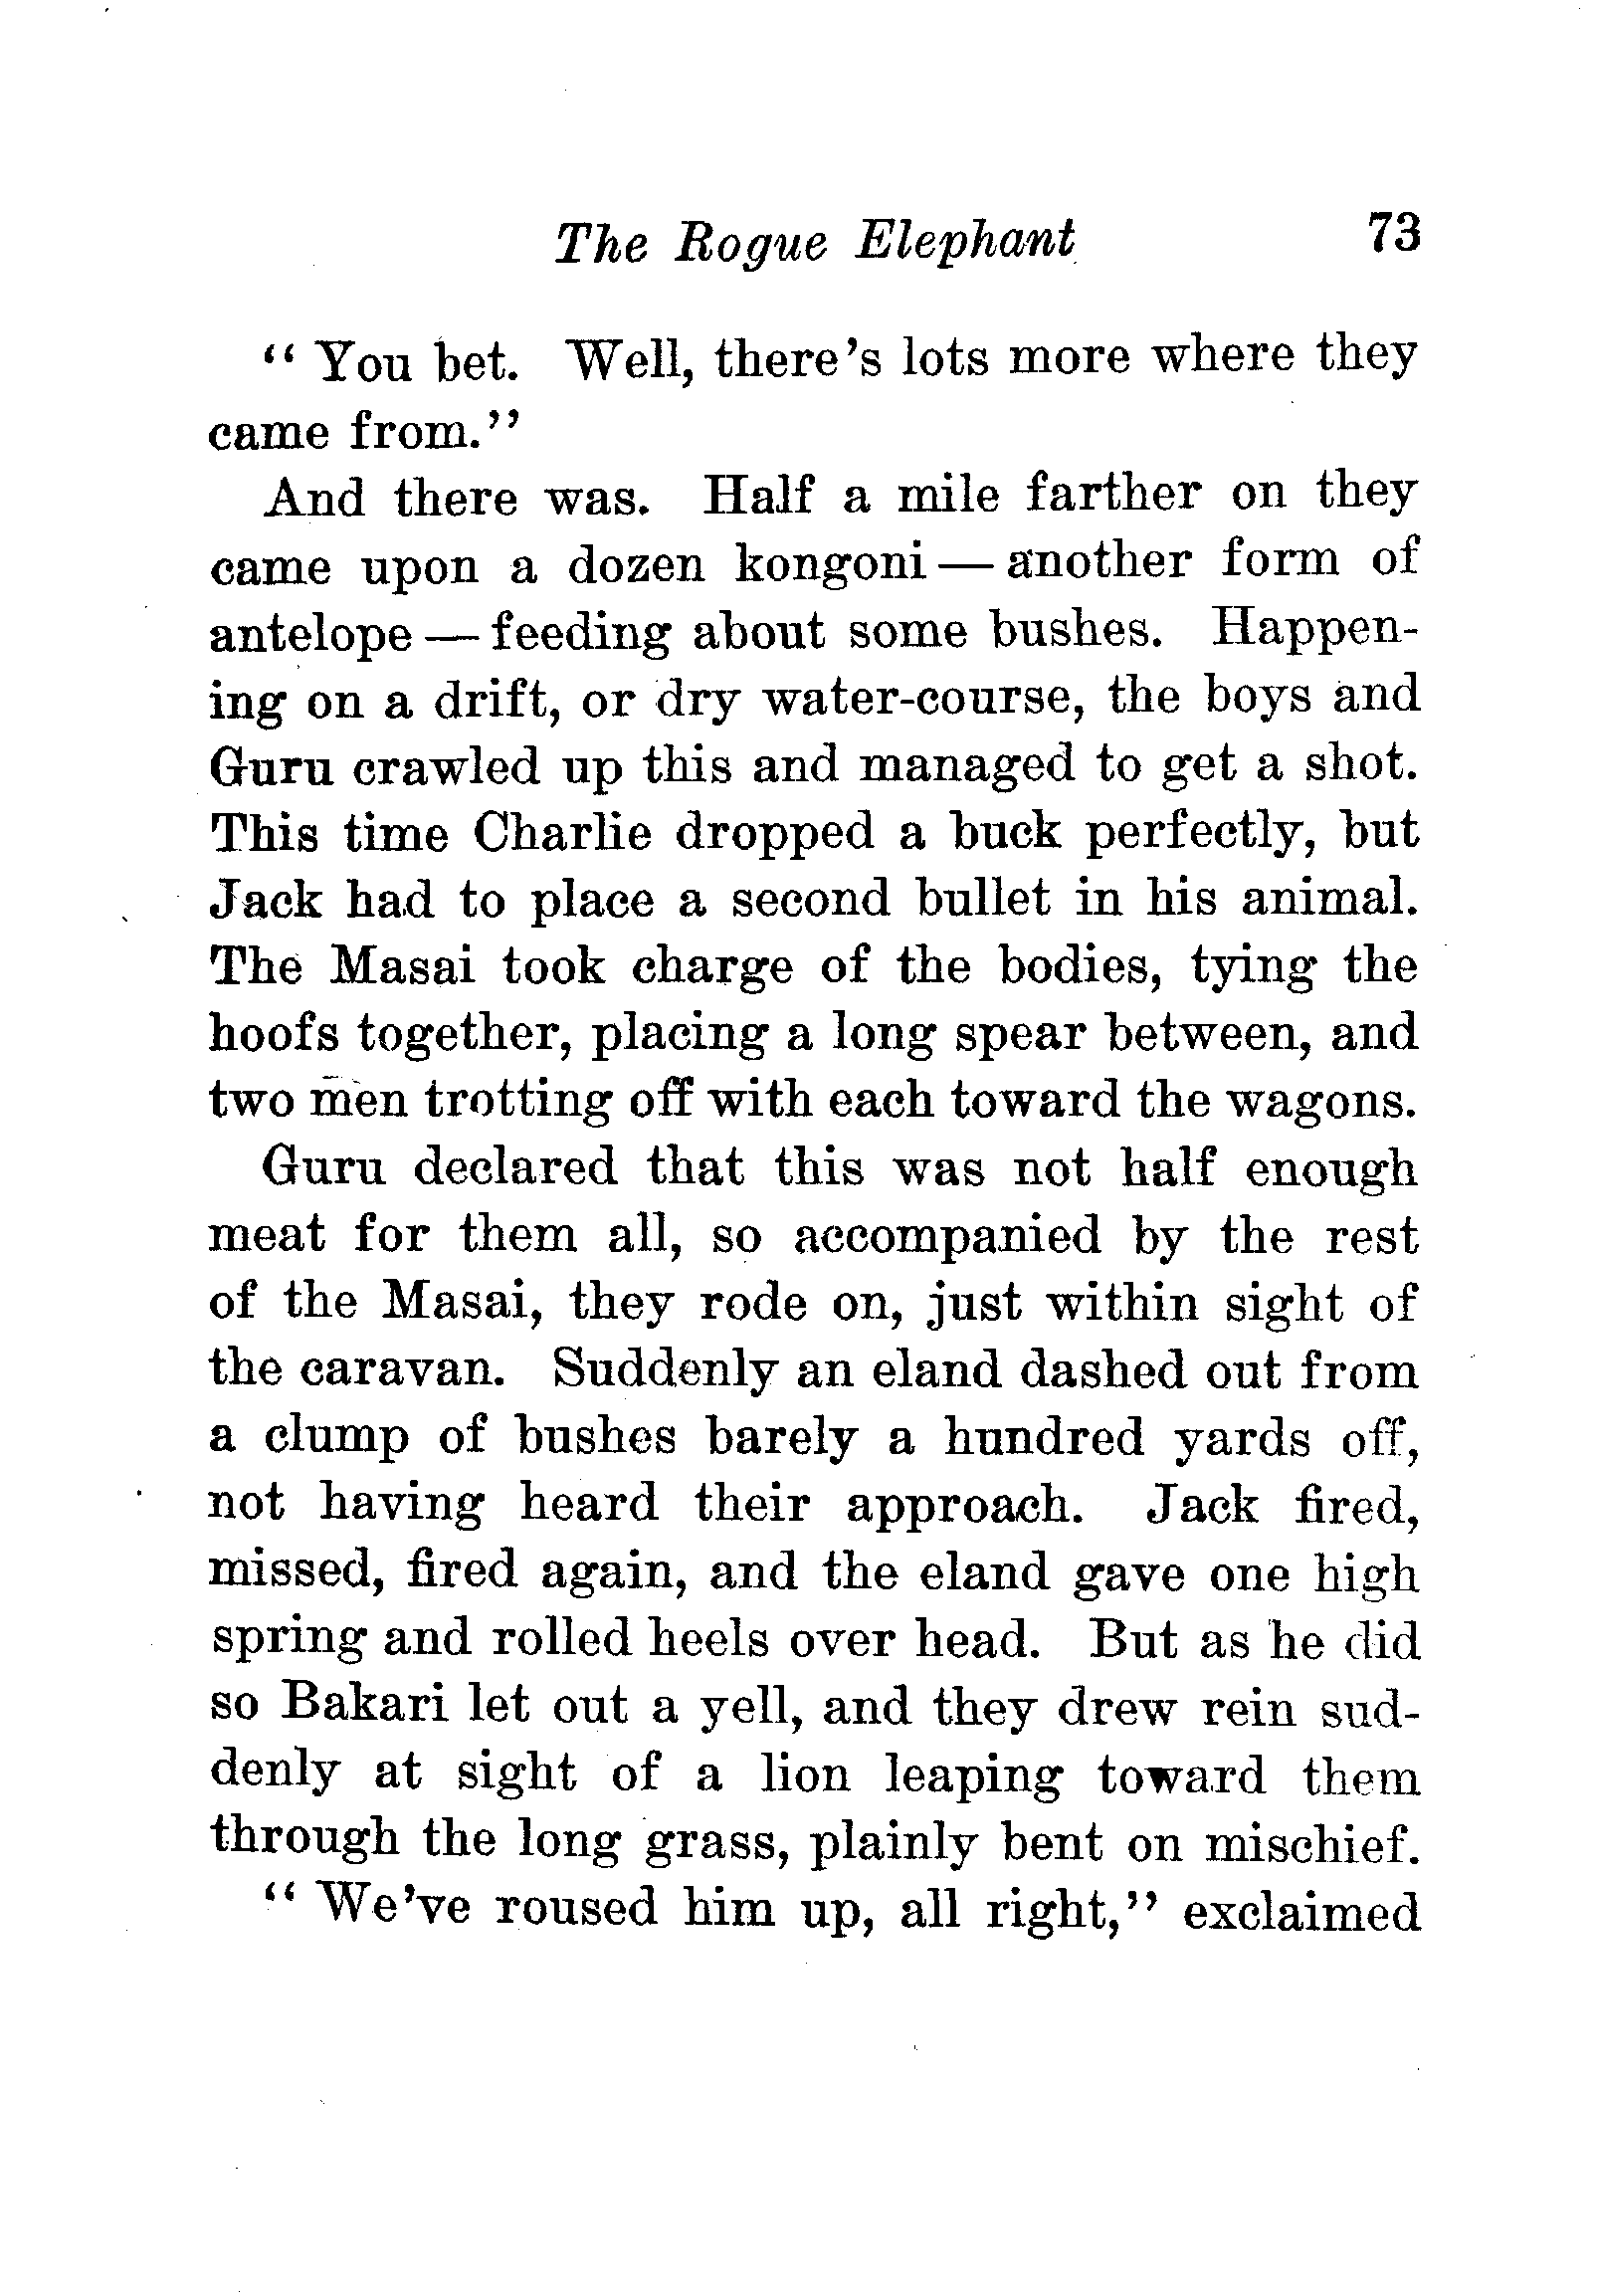 The Rogue Elephant 73
"You bet. Well, there's lots more where they
came from."
And there was. Half a mile farther on they
came upon a dozen kongoni — another form of
antelope — feeding about some bushes. Happen-
ing on a drift, or dry water-course, the boys and
Guru crawled up this and managed to get a shot.
This time Charlie dropped a buck perfectly, but
Jack had to place a second bullet in his animal.
The Masai took charge of the bodies, tying the
hoofs together, placing a long spear between, and
two men trotting off with each toward the wagons.
Guru declared that this was not half enough
meat for them all, so accompanied by the rest
of the Masai, they rode on, just within sight of
the caravan. Suddenly an eland dashed out from
a clump of bushes barely a hundred yards off,
not having heard their approach. Jack fired,
missed, fired again, and the eland gave one high
spring and rolled heels over head. But as he did
so Bakari let out a yell, and they drew rein sud-
denly at sight of a lion leaping toward them
through the long grass, plainly bent on mischief.
"We've roused him up, all right," exclaimed